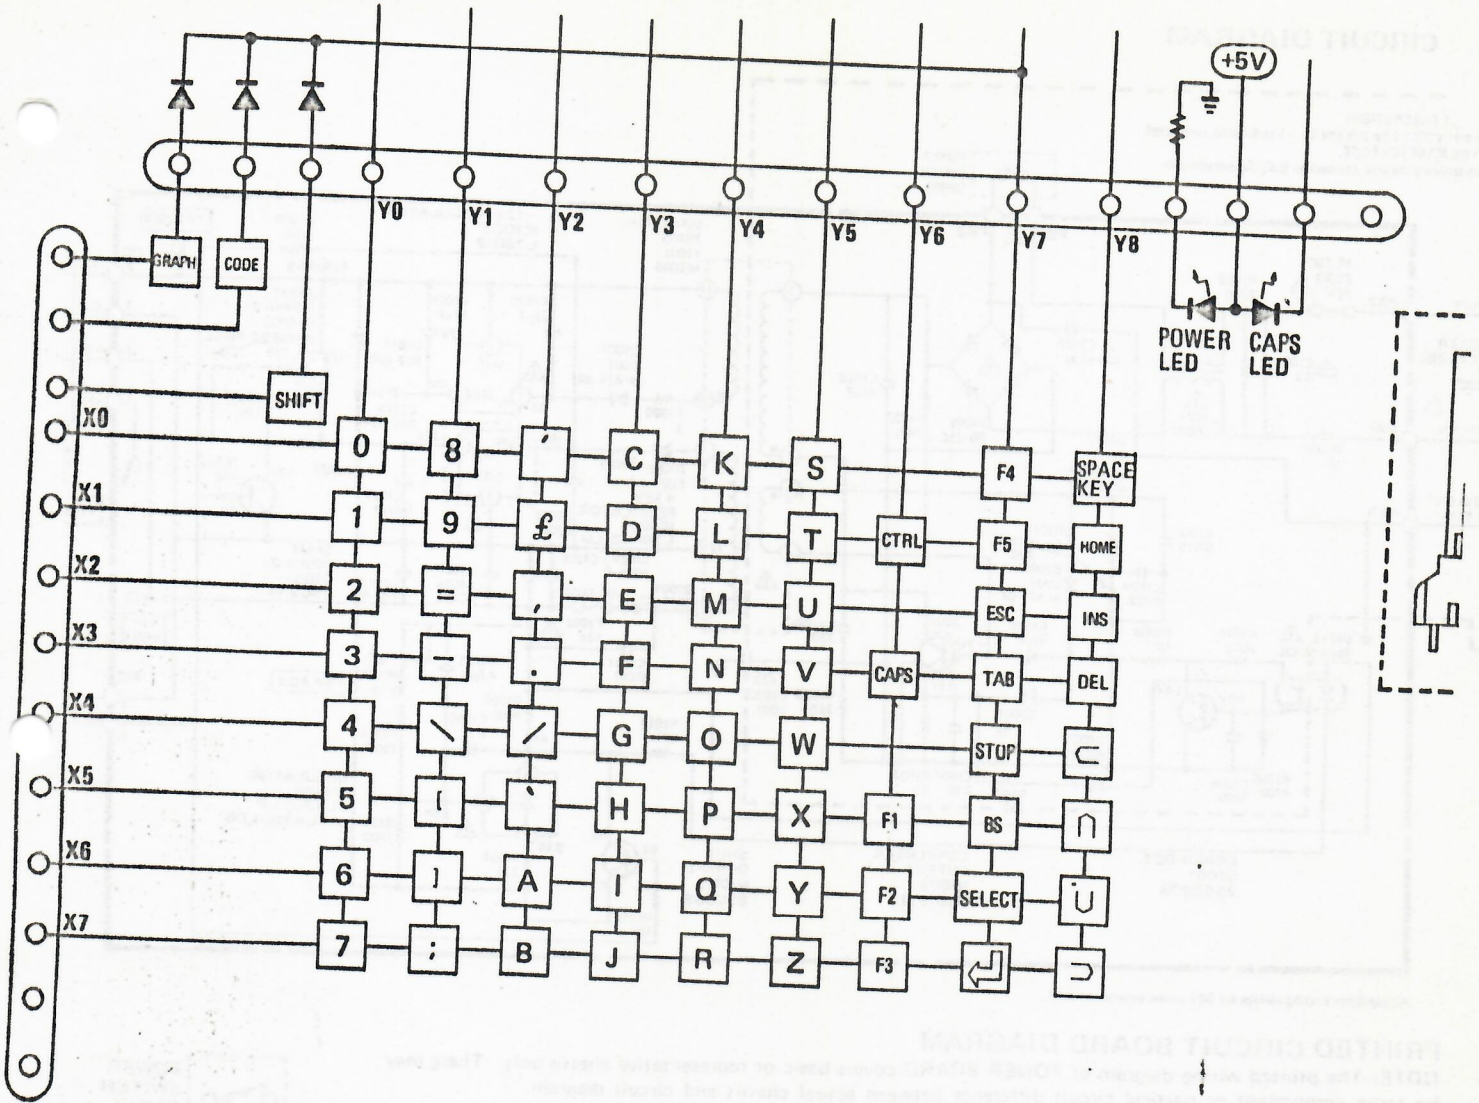 +5V
Y0 Y1 Y2 Y3 Y4 Y5 Y6 Y7 Y8
GRAPH CODE
POWER LED
CAPS LED
SHIFT
X0
0 8 ´ C K S F4 SPACE KEY
X1
1 9 £ D L T CTRL F5 HOME
X2
2 = , E M U ESC INS
X3
3 . F N V CAPS TAB DEL
X4
4 \ / G O W STOP ⊂
X5
5 [ ` H P X F1 BS ∩
X6
6 ] A I Q Y F2 SELECT ∪
X7
7 ; B J R Z F3 ↵ ⊃
CIRCUIT DIAGRAM
PRINTED CIRCUIT BOARD DIAGRAM